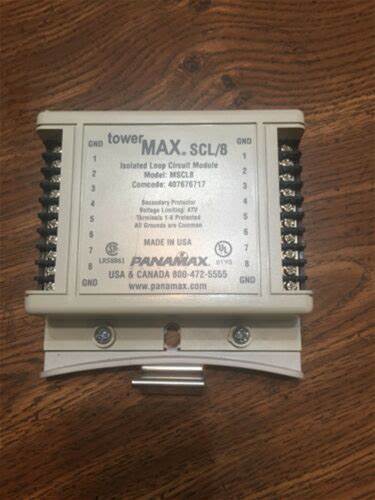 tower MAX® SCL/8
Isolated Loop Circuit Module
Model: MSCL8
Comcode: 407676717
Secondary Protector
Voltage Limiting: 47V
Terminals 1-8 Protected
All Grounds are Common
GND
1
2
3
4
5
6
7
8
GND
GND
1
2
3
4
5
6
7
8
GND
MADE IN USA
LR58861
PANAMAX®
UL
USA & CANADA 800-472-5555
www.panamax.com